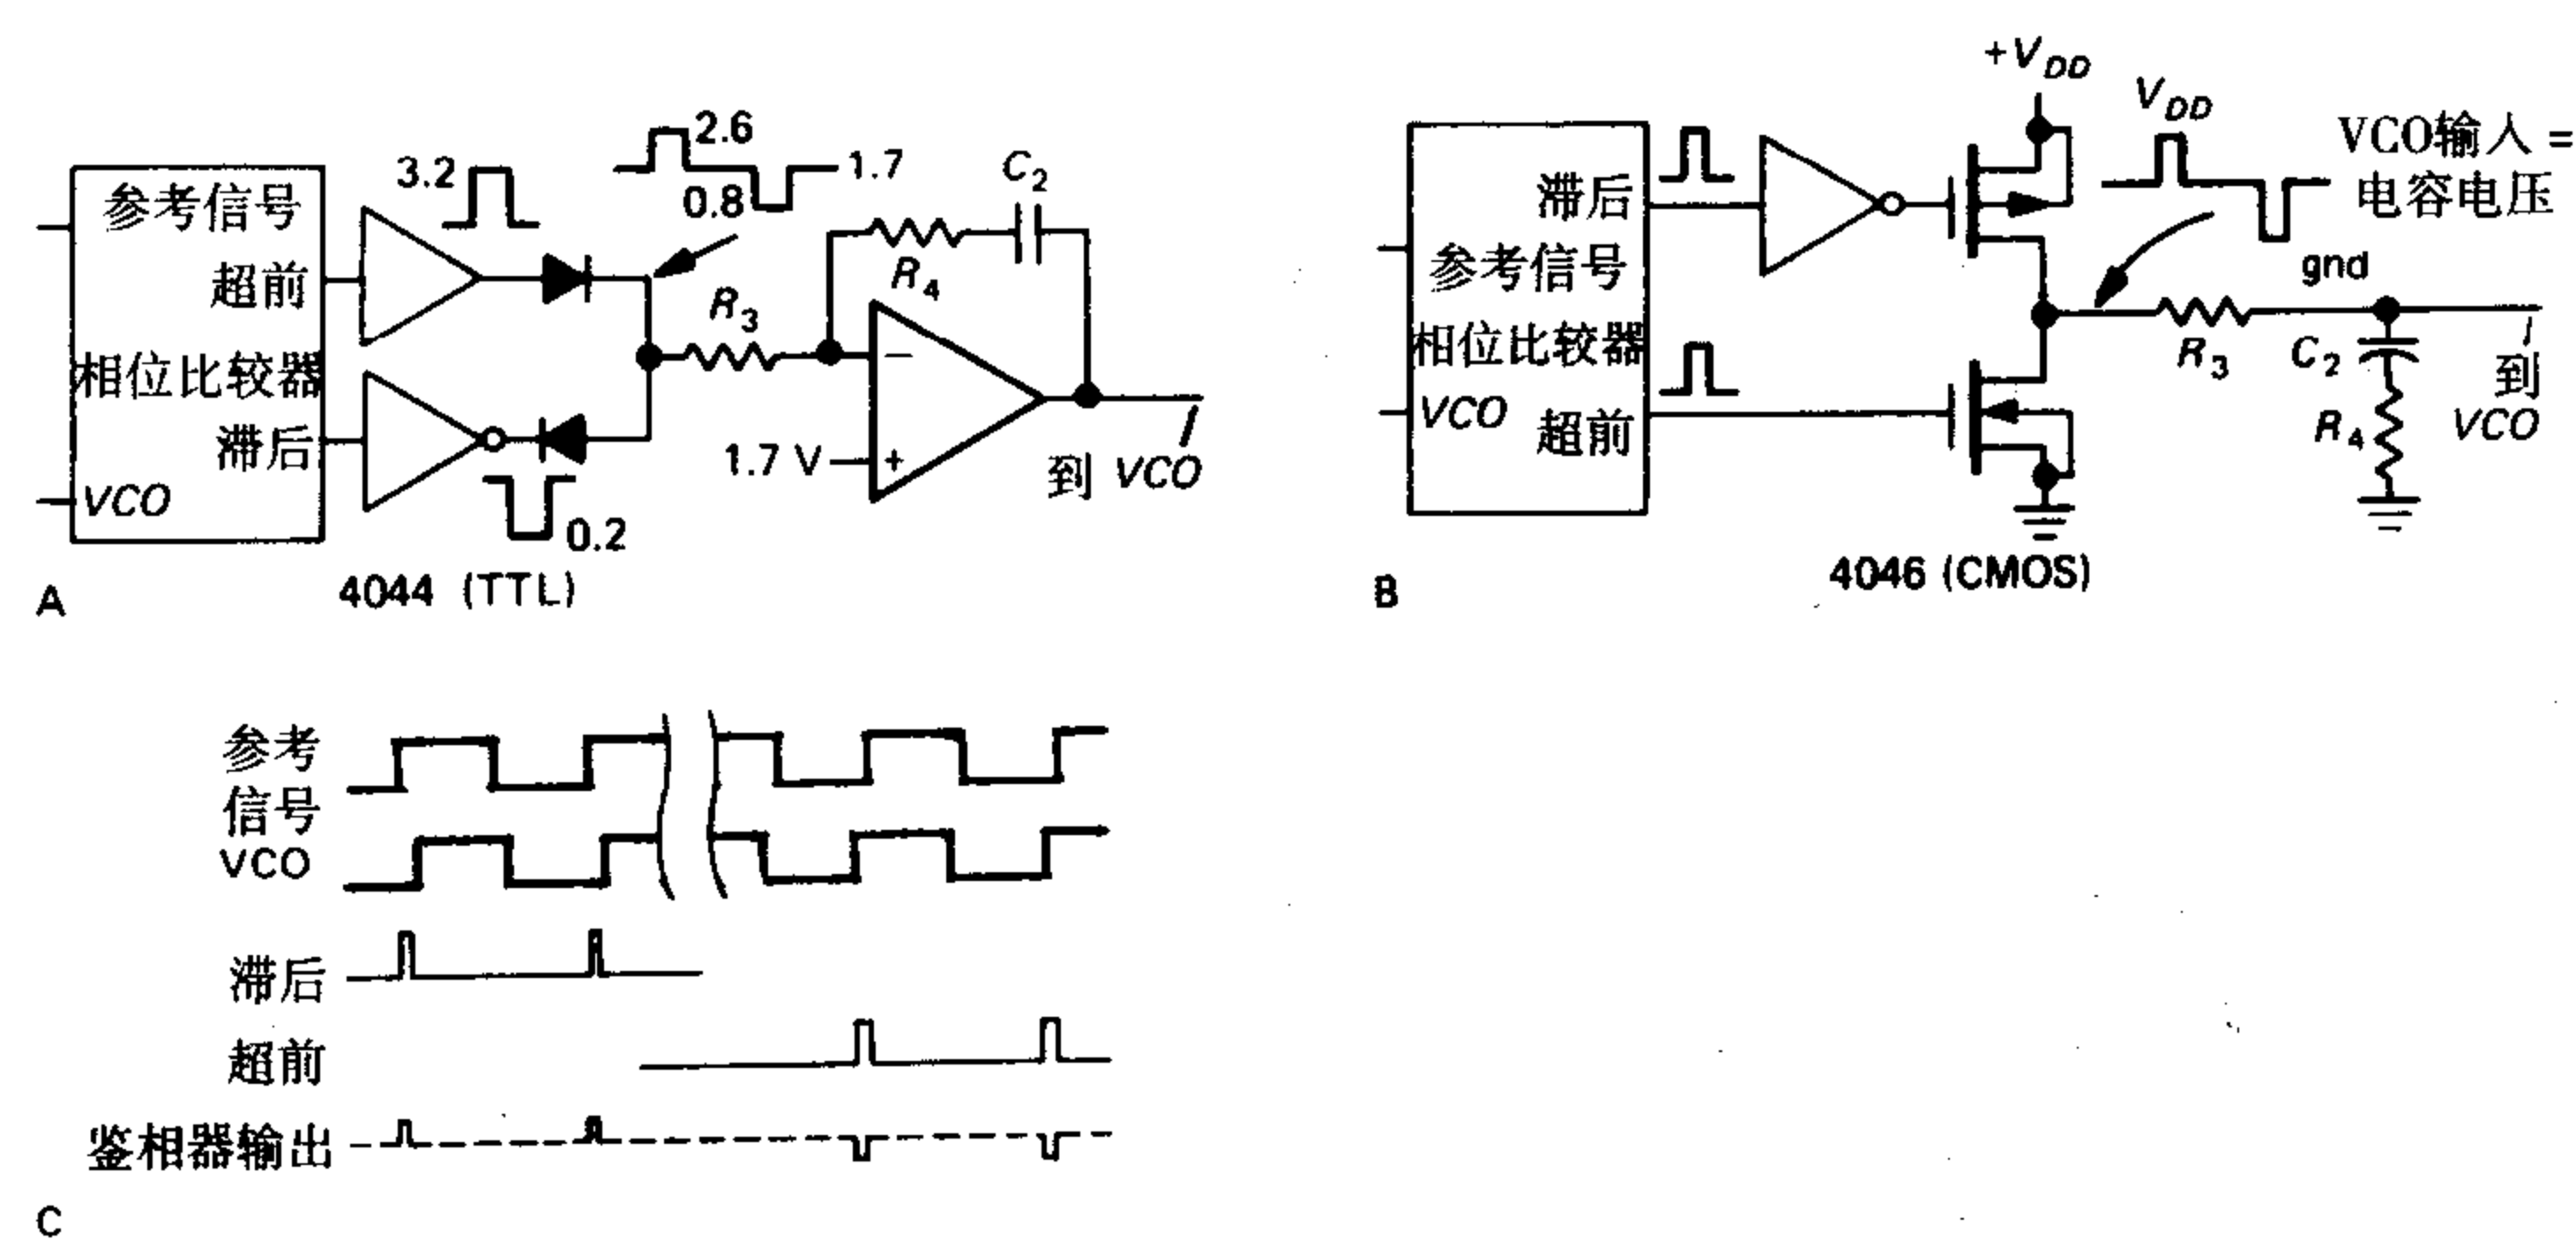 参考信号
超前
相位比较器
滞后
VCO
3.2
2.6
0.8
1.7
C2
R4
R3
1.7 V
0.2
到 VCO
A
4044 (TTL)
滞后
参考信号
相位比较器
VCO
超前
+VDD
VDD
VCO输入 =
电容电压
gnd
R3
C2
R4
到
VCO
B
4046 (CMOS)
参考
信号
VCO
滞后
超前
鉴相器输出
C